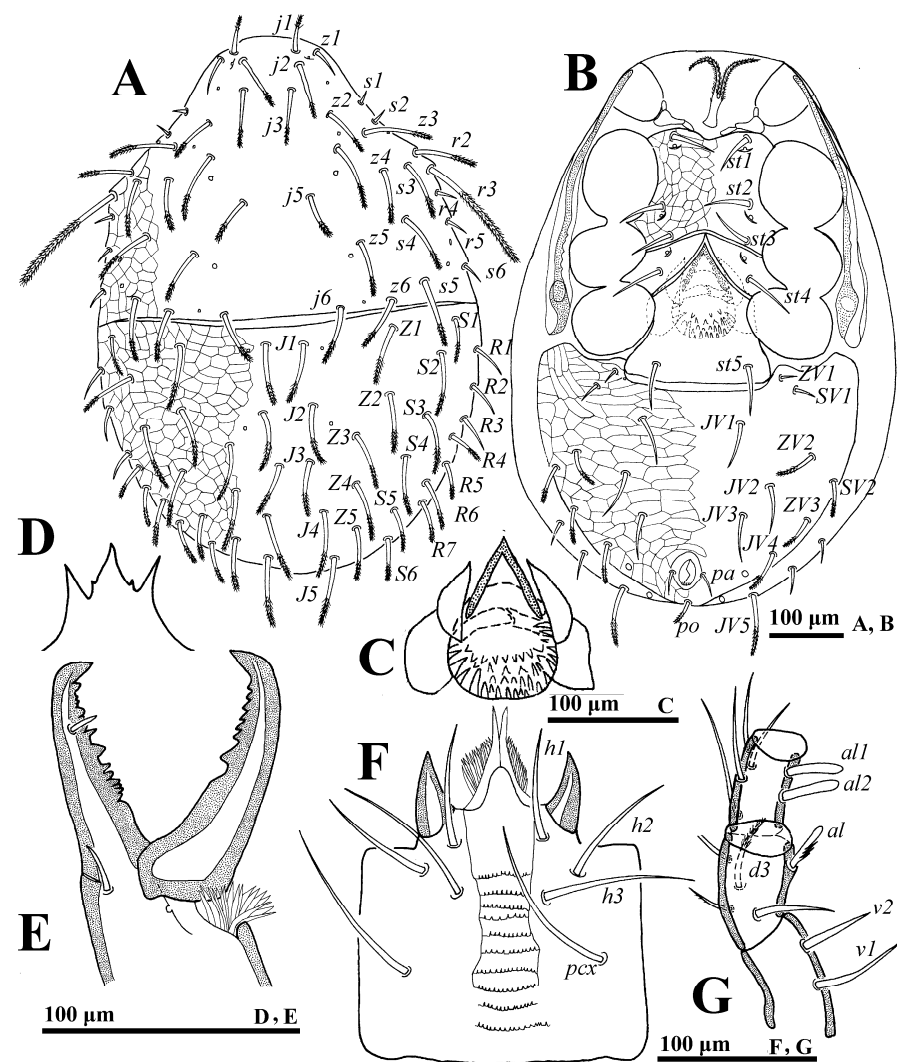 A
j1
z1
j2
s1
s2
z2
z3
j3
r2
z4
s3
r3
j5
r4
s4
r5
z5
s6
s5
z6
j6
S1
Z1
J1
R1
S2
R2
Z2
J2
S3
R3
Z3
S4
R4
J3
R5
Z4
S5
R6
Z5
J4
R7
S6
J5
B
st1
st2
st3
st4
st5
ZV1
SV1
JV1
ZV2
JV2
SV2
JV3
ZV3
JV4
pa
po
JV5
100 µm A, B
C
100 µm C
D
E
100 µm D, E
F
h1
h2
h3
pcx
G
al1
al2
al
d3
v2
v1
100 µm F, G